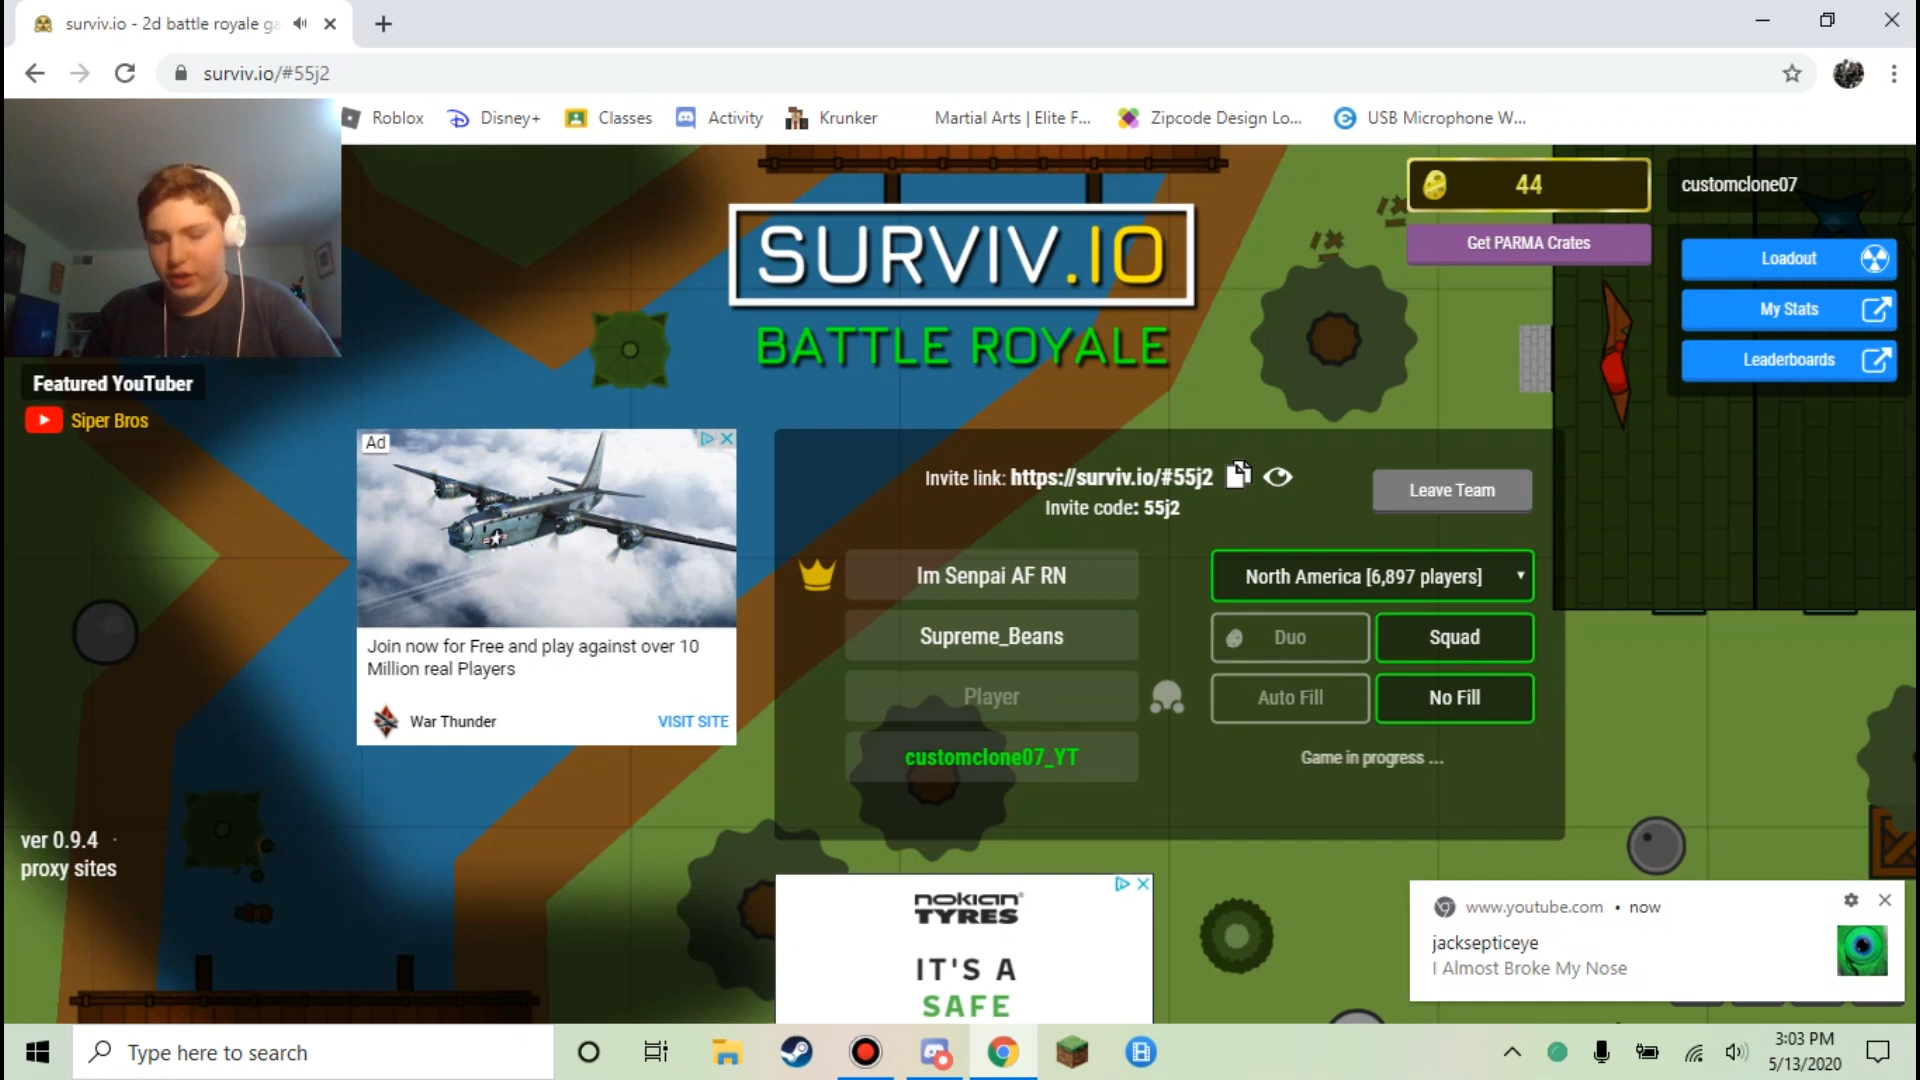 surviv.io - 2d battle royale ga
surviv.io/#55j2
Roblox
Disney+
Classes
Activity
Krunker
Martial Arts | Elite F...
Zipcode Design Lo...
USB Microphone W...
SURVIV.IO
BATTLE ROYALE
44
Get PARMA Crates
customclone07
Loadout
My Stats
Leaderboards
Featured YouTuber
Siper Bros
Ad
Join now for Free and play against over 10
Million real Players
War Thunder
VISIT SITE
Invite link: https://surviv.io/#55j2
Invite code: 55j2
Leave Team
Im Senpai AF RN
Supreme_Beans
Player
customclone07_YT
North America [6,897 players]
Duo
Squad
Auto Fill
No Fill
Game in progress ...
ver 0.9.4
proxy sites
nokian
TYRES
IT'S A
SAFE
www.youtube.com • now
jacksepticeye
I Almost Broke My Nose
Type here to search
3:03 PM
5/13/2020